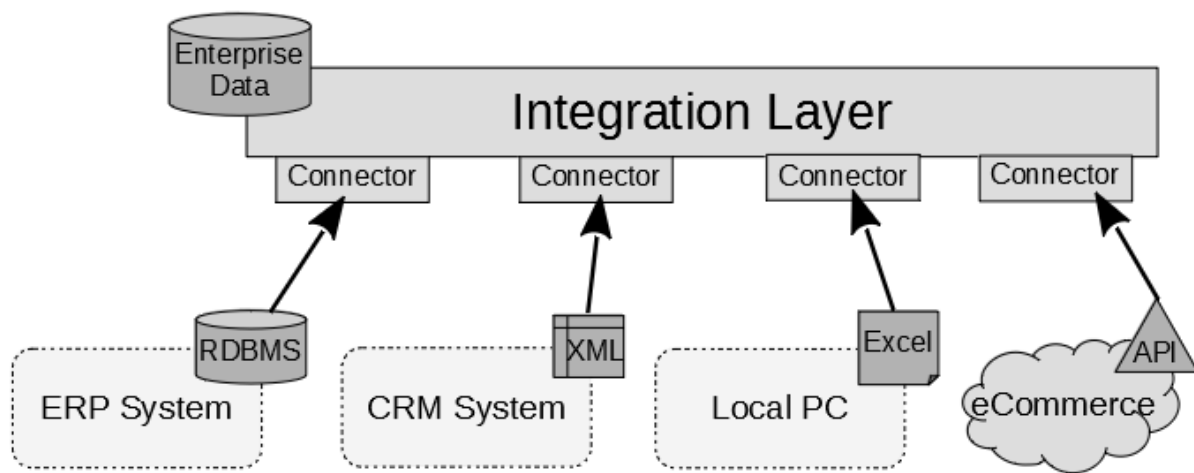 Enterprise
Data
Integration Layer
Connector
Connector
Connector
Connector
RDBMS
XML
Excel
API
ERP System
CRM System
Local PC
eCommerce